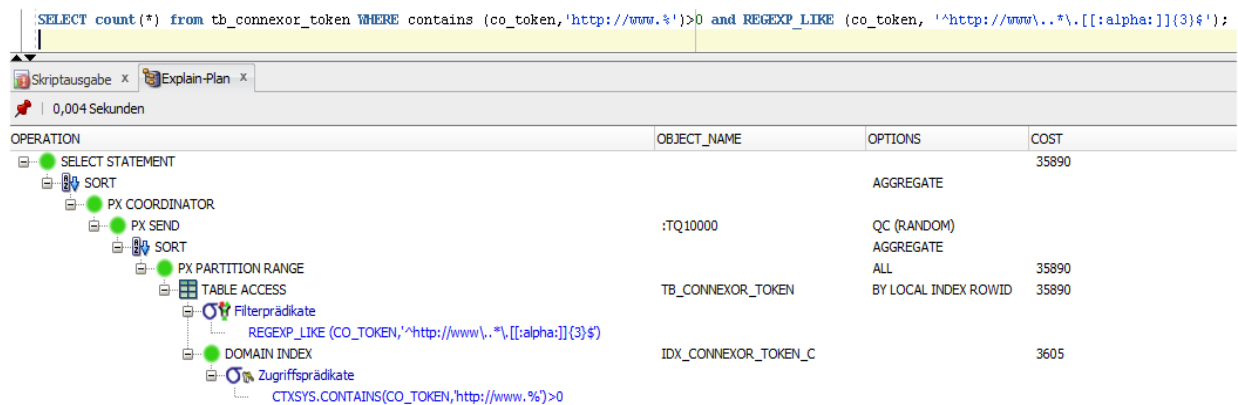 SELECT count(*) from tb_connexor_token WHERE contains (co_token,'http://www.%')>0 and REGEXP_LIKE (co_token, '^http://www\..*\.[[:alpha:]]{3}$');
Skriptausgabe x Explain-Plan x
0,004 Sekunden
OPERATION OBJECT_NAME OPTIONS COST
SELECT STATEMENT 35890
SORT AGGREGATE
PX COORDINATOR
PX SEND :TQ10000 QC (RANDOM)
SORT AGGREGATE
PX PARTITION RANGE ALL 35890
TABLE ACCESS TB_CONNEXOR_TOKEN BY LOCAL INDEX ROWID 35890
Filterprädikate
REGEXP_LIKE (CO_TOKEN,'^http://www\..*\.[[:alpha:]]{3}$')
DOMAIN INDEX IDX_CONNEXOR_TOKEN_C 3605
Zugriffsprädikate
CTXSYS.CONTAINS(CO_TOKEN,'http://www.%')>0